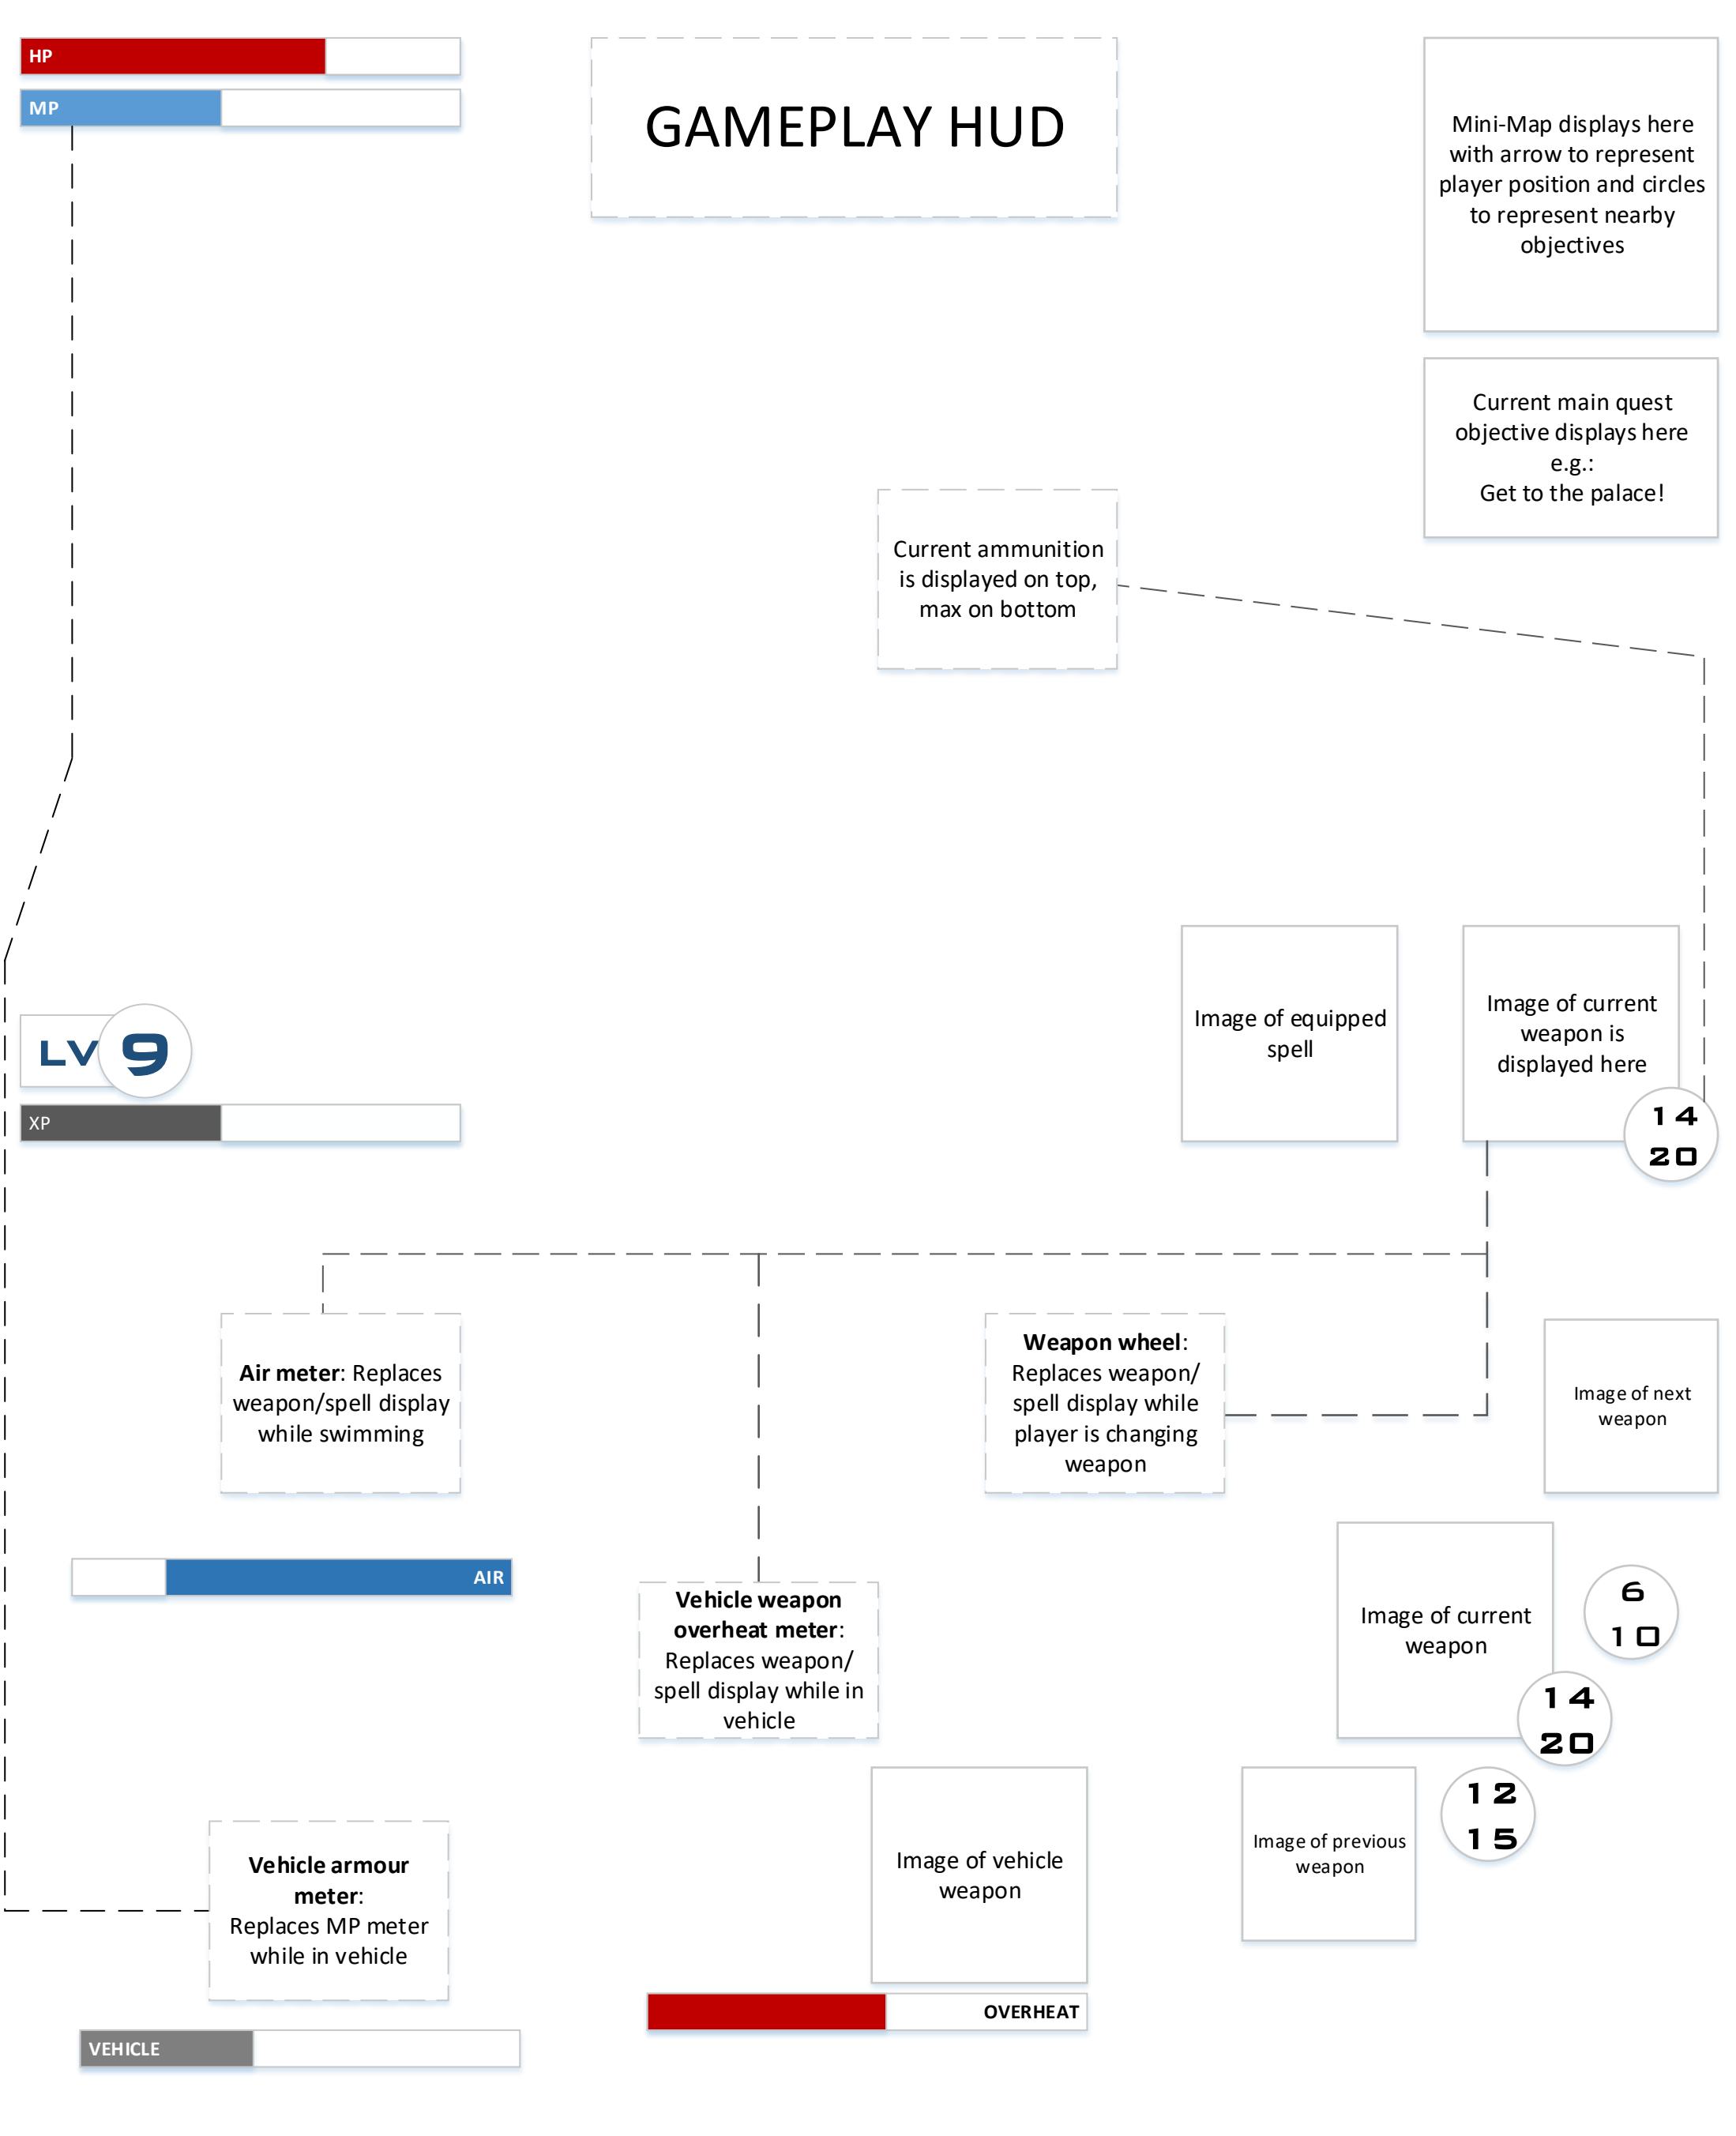 HP
MP
GAMEPLAY HUD
Mini-Map displays here
with arrow to represent
player position and circles
to represent nearby
objectives
Current main quest
objective displays here
e.g.:
Get to the palace!
Current ammunition
is displayed on top,
max on bottom
Image of equipped
spell
Image of current
weapon is
displayed here
14
20
LV 9
XP
Air meter: Replaces
weapon/spell display
while swimming
Weapon wheel:
Replaces weapon/
spell display while
player is changing
weapon
Image of next
weapon
AIR
Vehicle weapon
overheat meter:
Replaces weapon/
spell display while in
vehicle
Image of current
weapon
6
10
14
20
12
15
Image of previous
weapon
Image of vehicle
weapon
Vehicle armour
meter:
Replaces MP meter
while in vehicle
OVERHEAT
VEHICLE